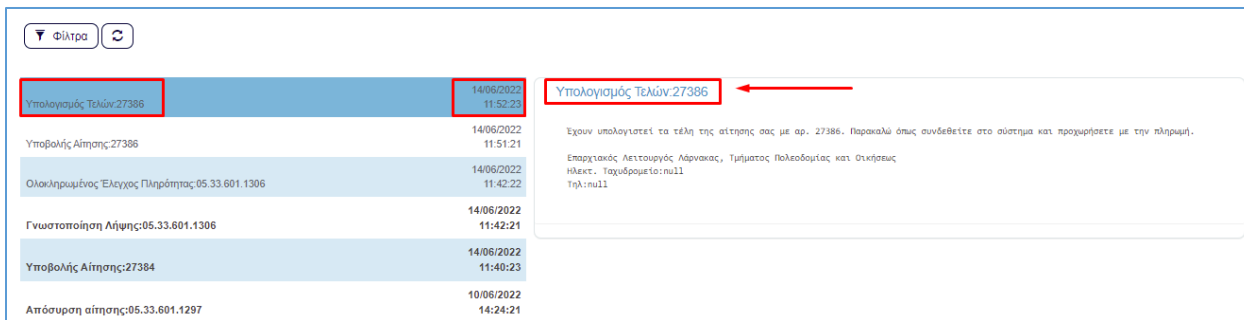 Φίλτρα
Υπολογισμός Τελών:27386
14/06/2022
11:52:23
Υποβολής Αίτησης:27386
14/06/2022
11:51:21
Ολοκληρωμένος Έλεγχος Πληρότητας:05.33.601.1306
14/06/2022
11:42:22
Γνωστοποίηση Λήψης:05.33.601.1306
14/06/2022
11:42:21
Υποβολής Αίτησης:27384
14/06/2022
11:40:23
Απόσυρση αίτησης:05.33.601.1297
10/06/2022
14:24:21
Υπολογισμός Τελών:27386
Έχουν υπολογιστεί τα τέλη της αίτησης σας με αρ. 27386. Παρακαλώ όπως συνδεθείτε στο σύστημα και προχωρήσετε με την πληρωμή.
Επαρχιακός Λειτουργός Λάρνακας, Τμήματος Πολεοδομίας και Οικήσεως
Ηλεκτ. Ταχυδρομείο:null
Τηλ:null